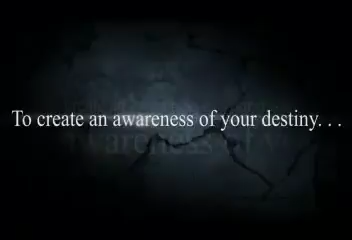 To create an awareness of your destiny. . .